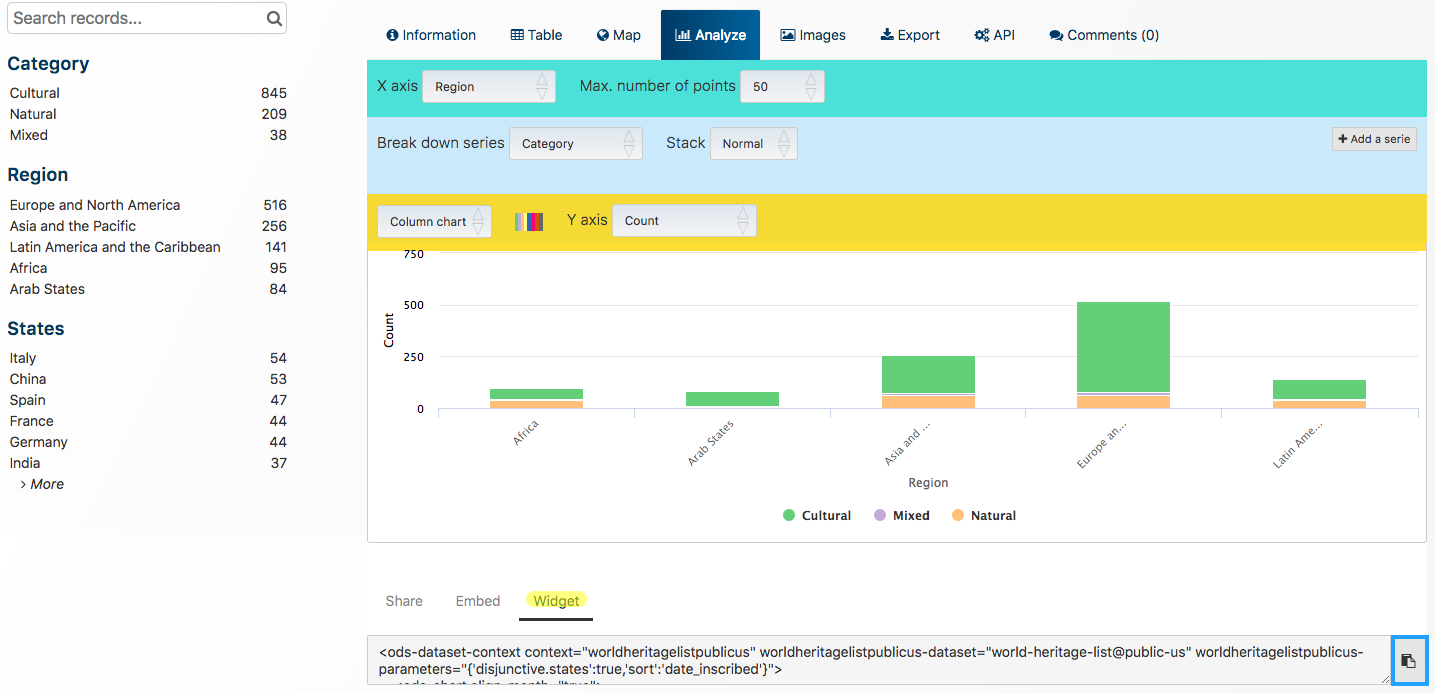 Search records...
Category
Cultural 845
Natural 209
Mixed 38
Region
Europe and North America 516
Asia and the Pacific 256
Latin America and the Caribbean 141
Africa 95
Arab States 84
States
Italy 54
China 53
Spain 47
France 44
Germany 44
India 37
› More
Information Table Map Analyze Images Export API Comments (0)
X axis Region Max. number of points 50
Break down series Category Stack Normal + Add a serie
Column chart Y axis Count
750
500
250
0
Count
Africa Arab States Asia and ... Europe an... Latin Ame...
Region
Cultural Mixed Natural
Share Embed Widget
<ods-dataset-context context="worldheritagelistpublicus" worldheritagelistpublicus-dataset="world-heritage-list@public-us" worldheritagelistpublicus-
parameters="{'disjunctive.states':true,'sort':'date_inscribed'}">
<ods-chart align-month="true">